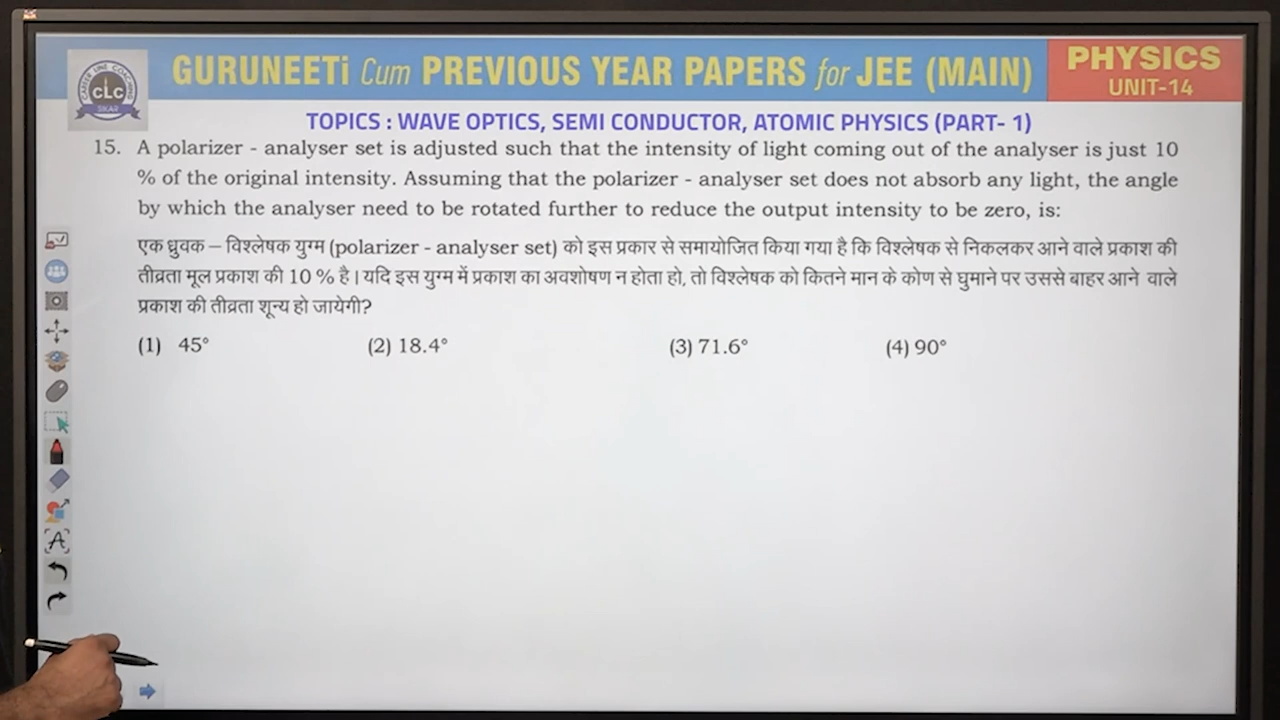 GURUNEETi Cum PREVIOUS YEAR PAPERS for JEE (MAIN)
PHYSICS
UNIT-14
CLC
SIKAR
TOPICS : WAVE OPTICS, SEMI CONDUCTOR, ATOMIC PHYSICS (PART- 1)
15. A polarizer - analyser set is adjusted such that the intensity of light coming out of the analyser is just 10
% of the original intensity. Assuming that the polarizer - analyser set does not absorb any light, the angle
by which the analyser need to be rotated further to reduce the output intensity to be zero, is:
एक ध्रुवक – विश्लेषक युग्म (polarizer - analyser set) को इस प्रकार से समायोजित किया गया है कि विश्लेषक से निकलकर आने वाले प्रकाश की
तीव्रता मूल प्रकाश की 10 % है। यदि इस युग्म में प्रकाश का अवशोषण न होता हो, तो विश्लेषक को कितने मान के कोण से घुमाने पर उससे बाहर आने वाले
प्रकाश की तीव्रता शून्य हो जायेगी?
(1) 45° (2) 18.4° (3) 71.6° (4) 90°
A